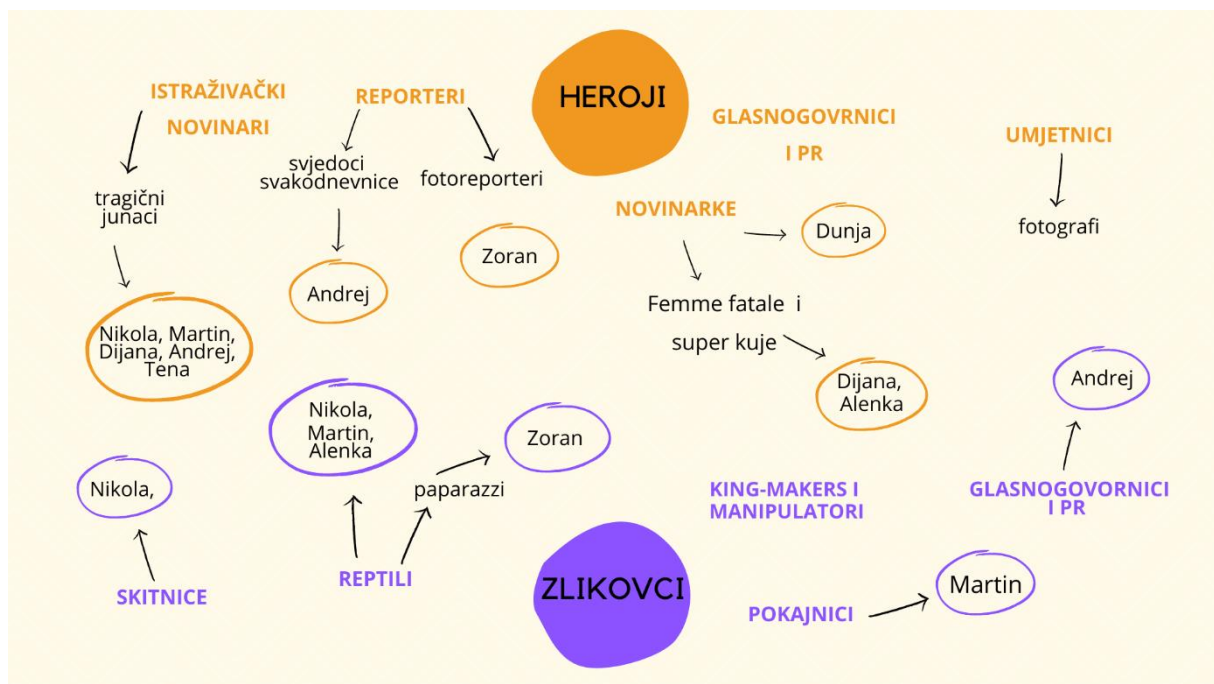 HEROJI
ISTRAŽIVAČKI
NOVINARI
tragični
junaci
Nikola, Martin,
Dijana, Andrej,
Tena
REPORTERI
svjedoci
svakodnevnice
Andrej
fotoreporteri
Zoran
GLASNOGOVRNICI
I PR
NOVINARKE
Dunja
Femme fatale i
super kuje
Dijana,
Alenka
UMJETNICI
fotografi
ZLIKOVCI
Nikola,
SKITNICE
Nikola,
Martin,
Alenka
Zoran
paparazzi
REPTILI
KING-MAKERS I
MANIPULATORI
POKAJNICI
Martin
Andrej
GLASNOGOVORNICI
I PR